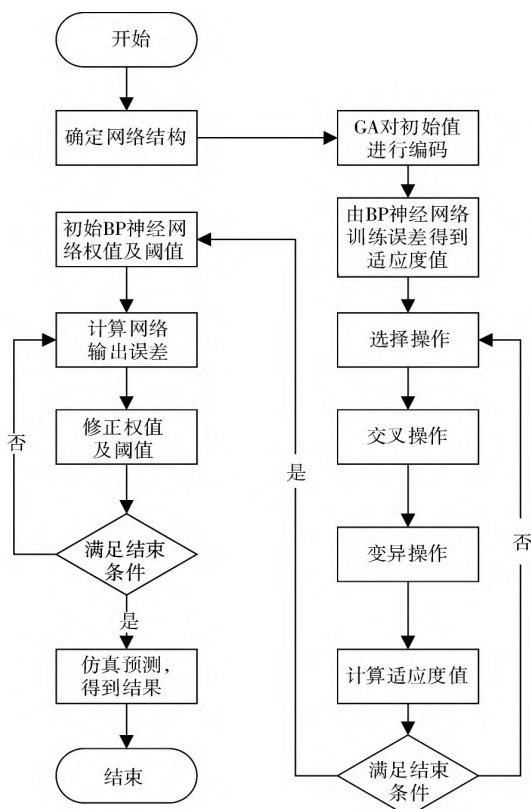 开始
确定网络结构
GA对初始值
进行编码
由BP神经网络
训练误差得到
适应度值
选择操作
交叉操作
变异操作
计算适应度值
满足结束
条件
否
是
初始BP神经网
络权值及阈值
计算网络
输出误差
修正权值
及阈值
满足结束
条件
否
是
仿真预测,
得到结果
结束